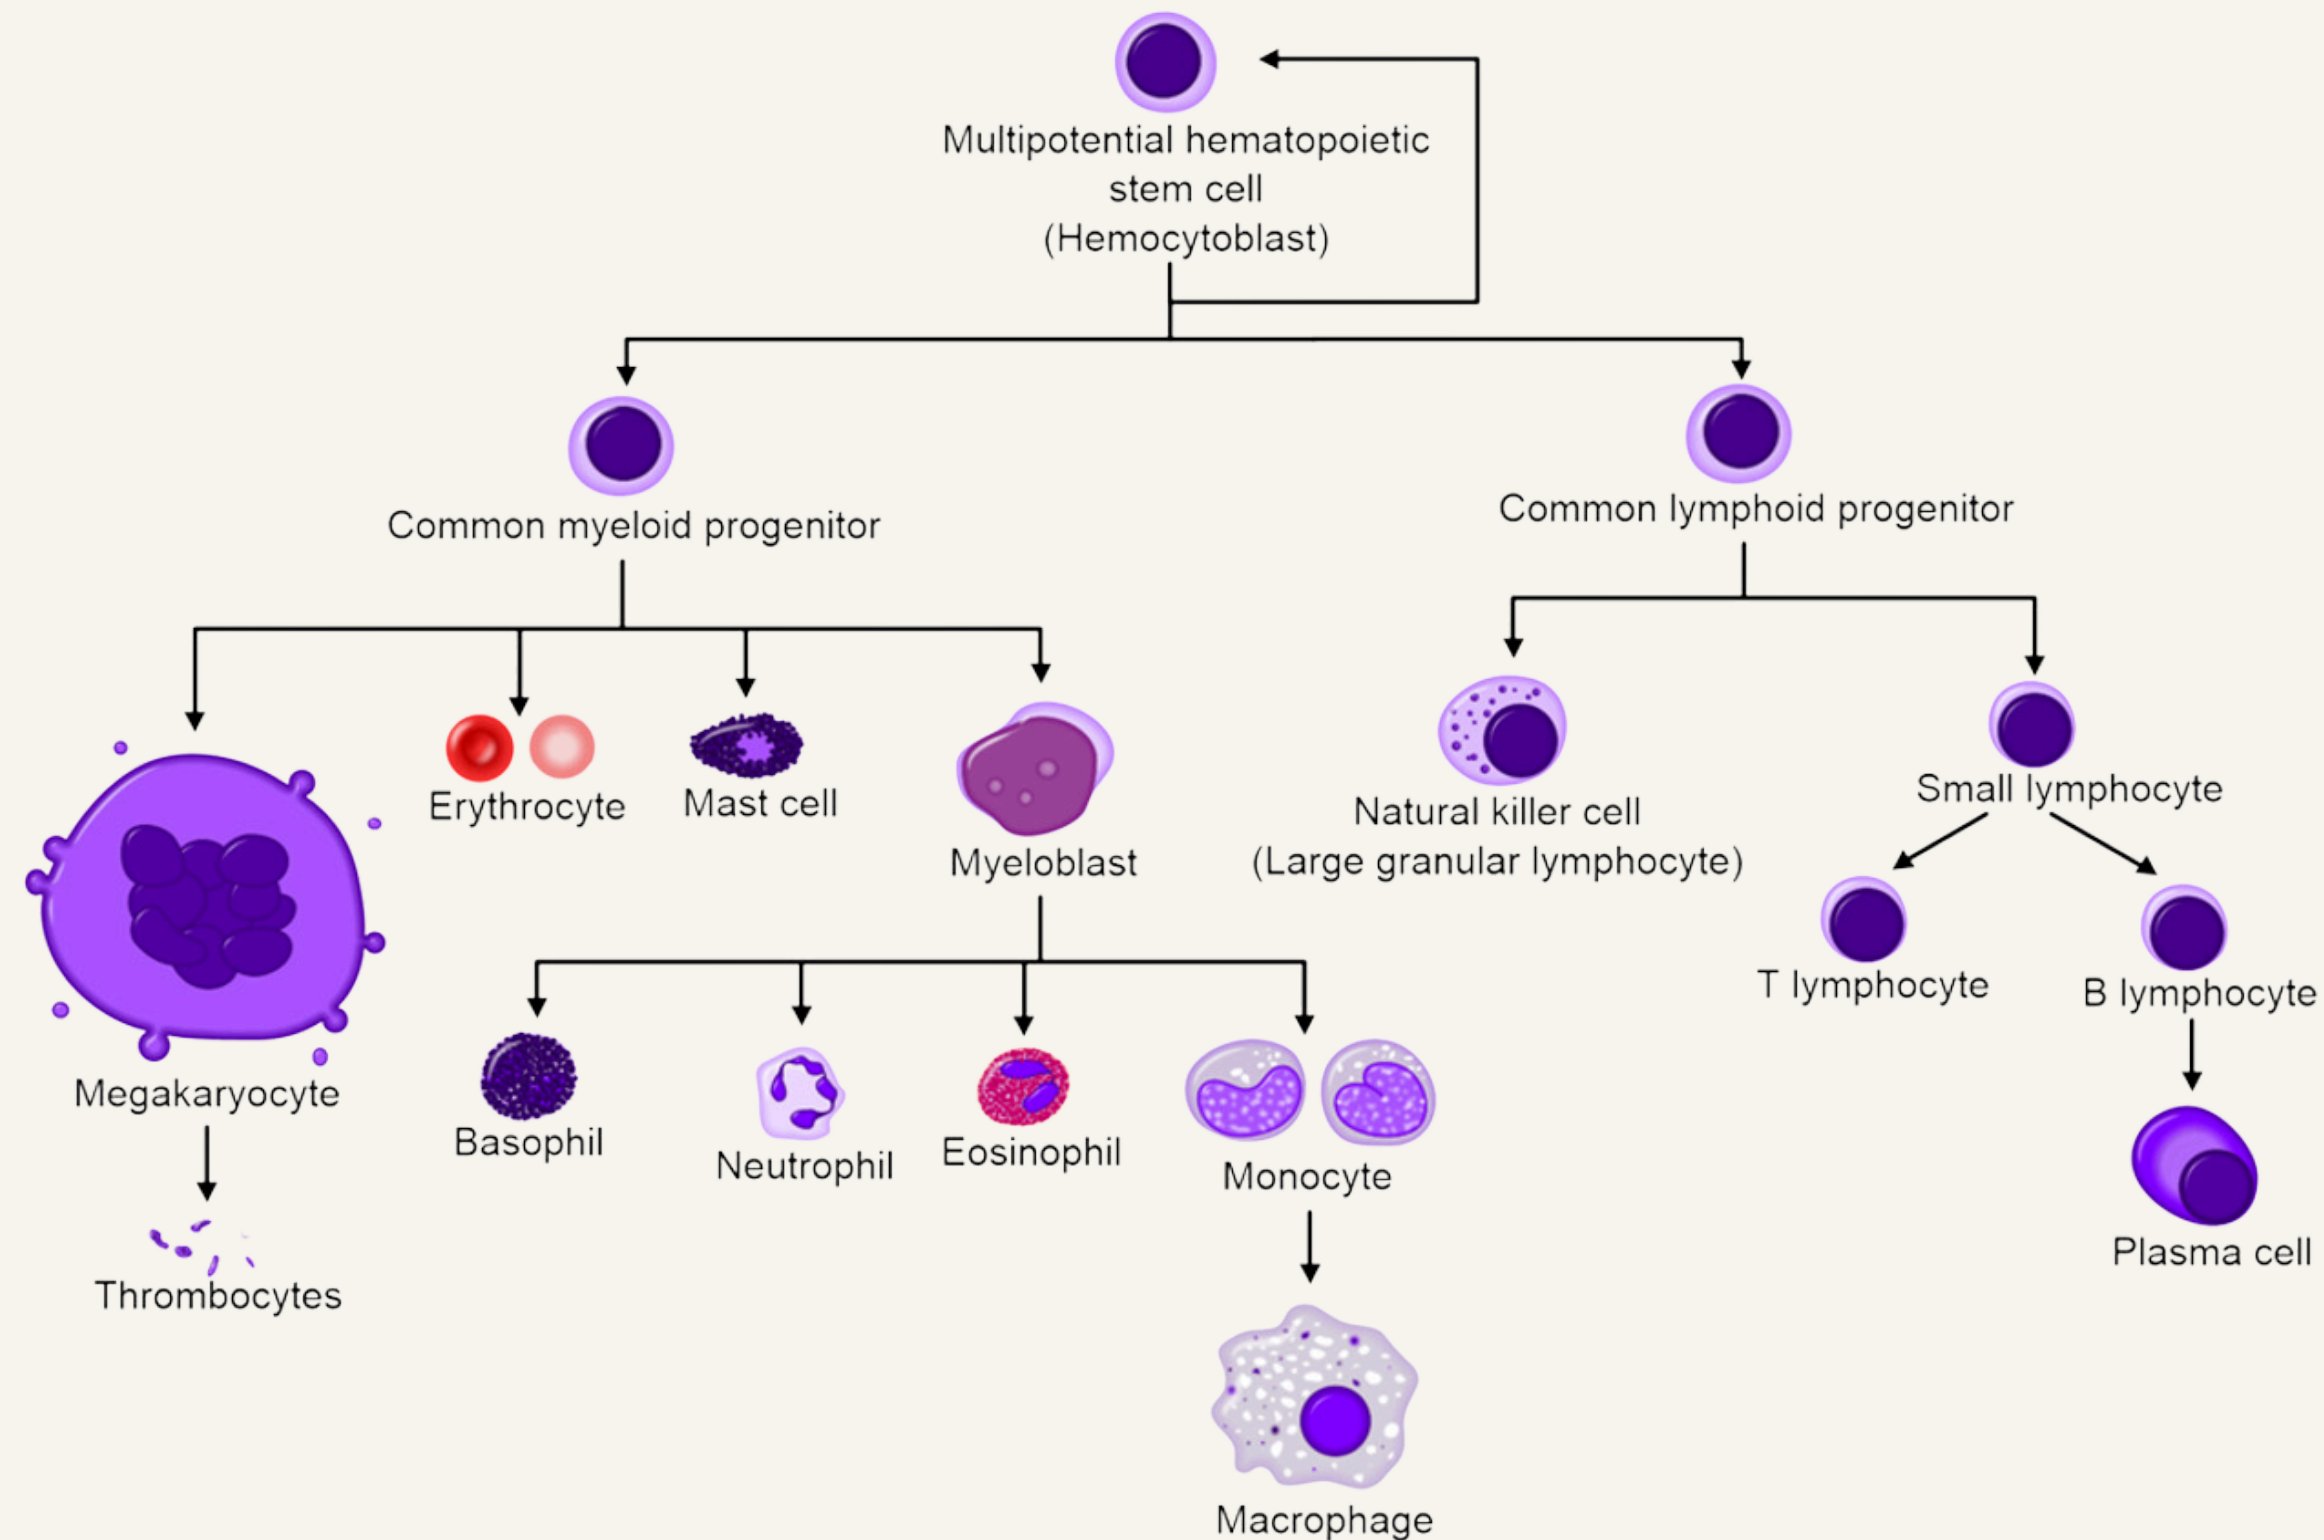 Multipotential hematopoietic
stem cell
(Hemocytoblast)
Common myeloid progenitor
Common lymphoid progenitor
Erythrocyte
Mast cell
Myeloblast
Natural killer cell
(Large granular lymphocyte)
Small lymphocyte
T lymphocyte
B lymphocyte
Megakaryocyte
Basophil
Neutrophil
Eosinophil
Monocyte
Plasma cell
Thrombocytes
Macrophage